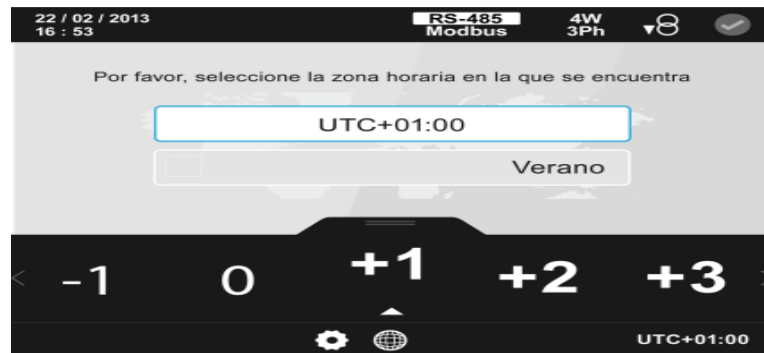 22 / 02 / 2013
16 : 53
RS-485
Modbus
4W
3Ph
8
Por favor, seleccione la zona horaria en la que se encuentra
UTC+01:00
Verano
-1 0 +1 +2 +3
UTC+01:00